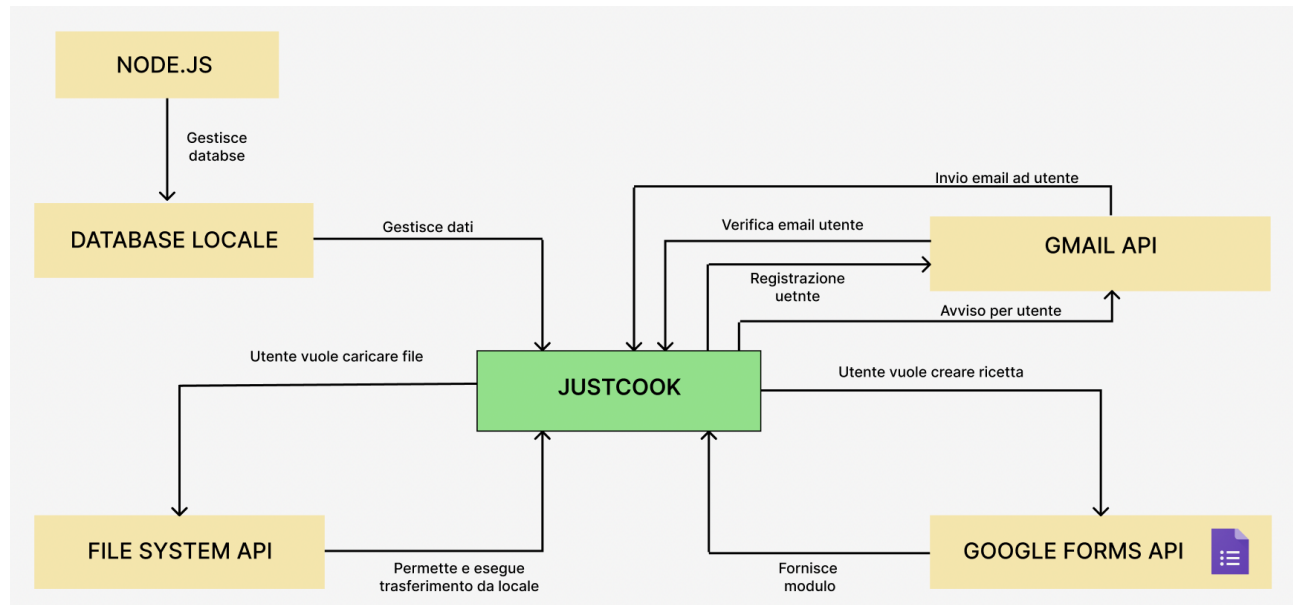 NODE.JS
Gestisce
databse
Invio email ad utente
DATABASE LOCALE
Gestisce dati
Verifica email utente
GMAIL API
Registrazione
uetnte
Avviso per utente
Utente vuole caricare file
JUSTCOOK
Utente vuole creare ricetta
FILE SYSTEM API
GOOGLE FORMS API
Permette e esegue
trasferimento da locale
Fornisce
modulo